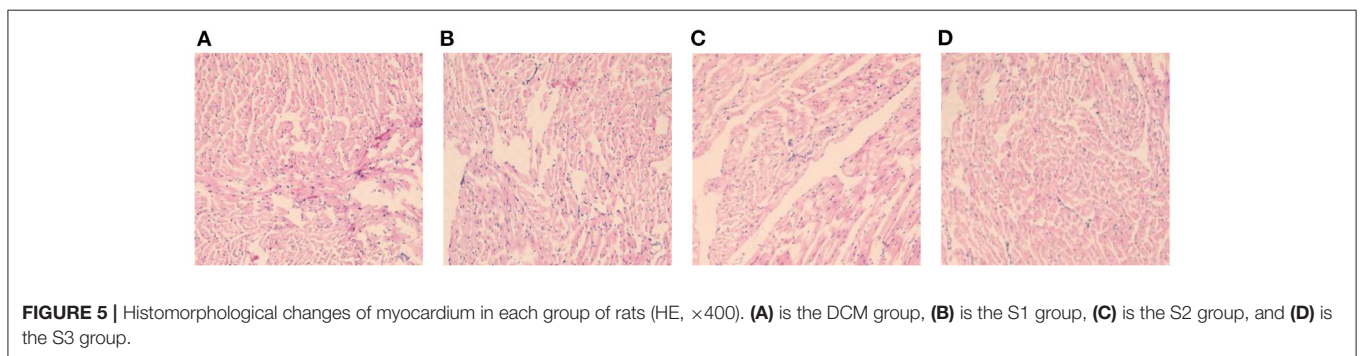 A
B
C
D
FIGURE 5 | Histomorphological changes of myocardium in each group of rats (HE, ×400). (A) is the DCM group, (B) is the S1 group, (C) is the S2 group, and (D) is
the S3 group.